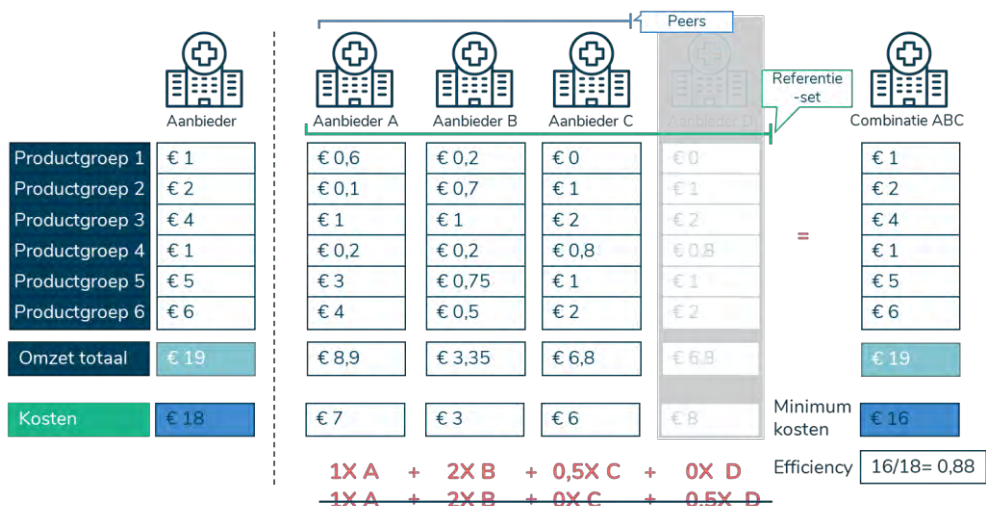 Peers
Referentie
-set
Aanbieder
Aanbieder A
Aanbieder B
Aanbieder C
Aanbieder D
Combinatie ABC
Productgroep 1 € 1 € 0,6 € 0,2 € 0 € 0 € 1
Productgroep 2 € 2 € 0,1 € 0,7 € 1 € 1 € 2
Productgroep 3 € 4 € 1 € 1 € 2 € 2 € 4
=
Productgroep 4 € 1 € 0,2 € 0,2 € 0,8 € 0,8 € 1
Productgroep 5 € 5 € 3 € 0,75 € 1 € 1 € 5
Productgroep 6 € 6 € 4 € 0,5 € 2 € 2 € 6
Omzet totaal € 19 € 8,9 € 3,35 € 6,8 € 6,8 € 19
Kosten € 18 € 7 € 3 € 6 € 8
Minimum
kosten
€ 16
1X A + 2X B + 0,5X C + 0X D
Efficiency 16/18= 0,88
1X A + 2X B + 0X C + 0,5X D